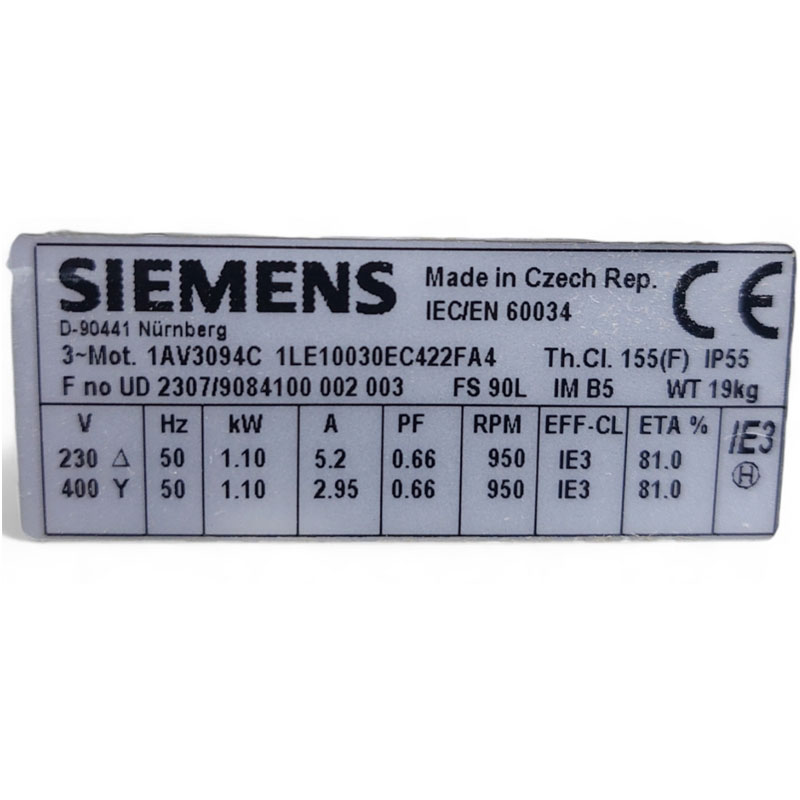 SIEMENS Made in Czech Rep. CE
IEC/EN 60034
D-90441 Nürnberg
3~Mot. 1AV3094C 1LE10030EC422FA4 Th.Cl. 155(F) IP55
F no UD 2307/9084100 002 003 FS 90L IM B5 WT 19kg
V Hz kW A PF RPM EFF-CL ETA % IE3
230 Δ 50 1.10 5.2 0.66 950 IE3 81.0
400 Y 50 1.10 2.95 0.66 950 IE3 81.0
H